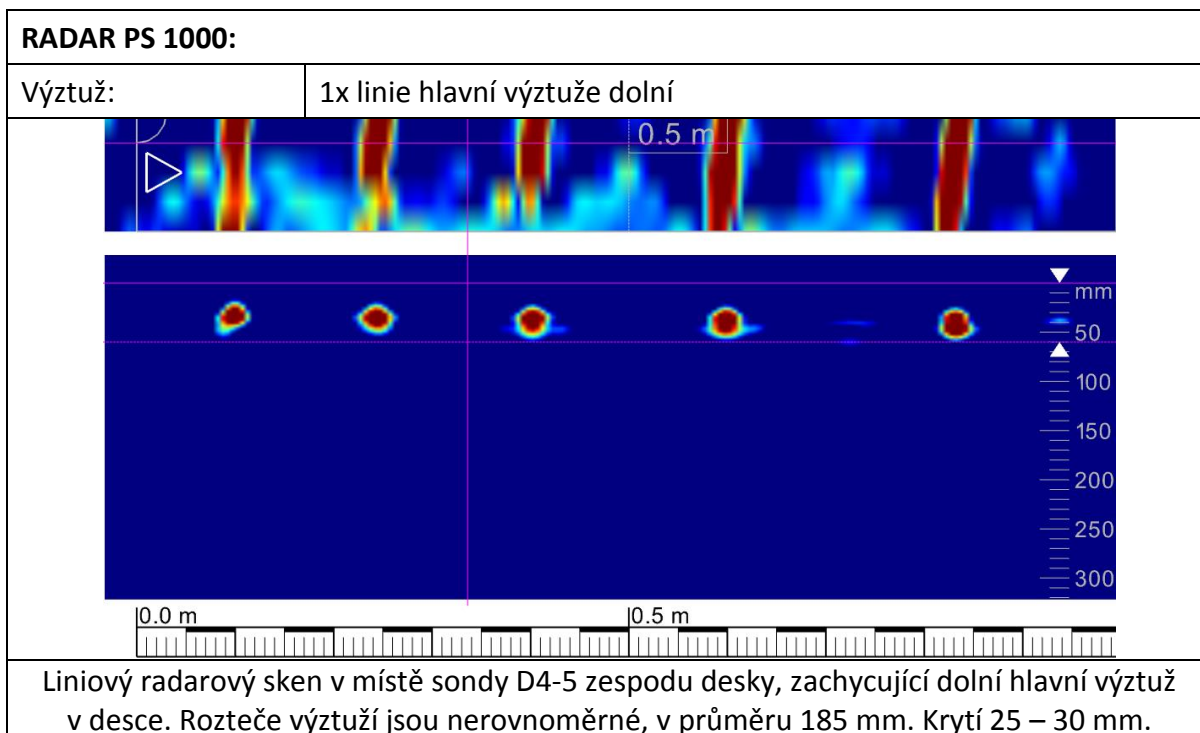 RADAR PS 1000:
Výztuž: 1x linie hlavní výztuže dolní
0.5 m
mm
50
100
150
200
250
300
0.0 m 0.5 m
Liniový radarový sken v místě sondy D4-5 zespodu desky, zachycující dolní hlavní výztuž
v desce. Rozteče výztuží jsou nerovnoměrné, v průměru 185 mm. Krytí 25 – 30 mm.